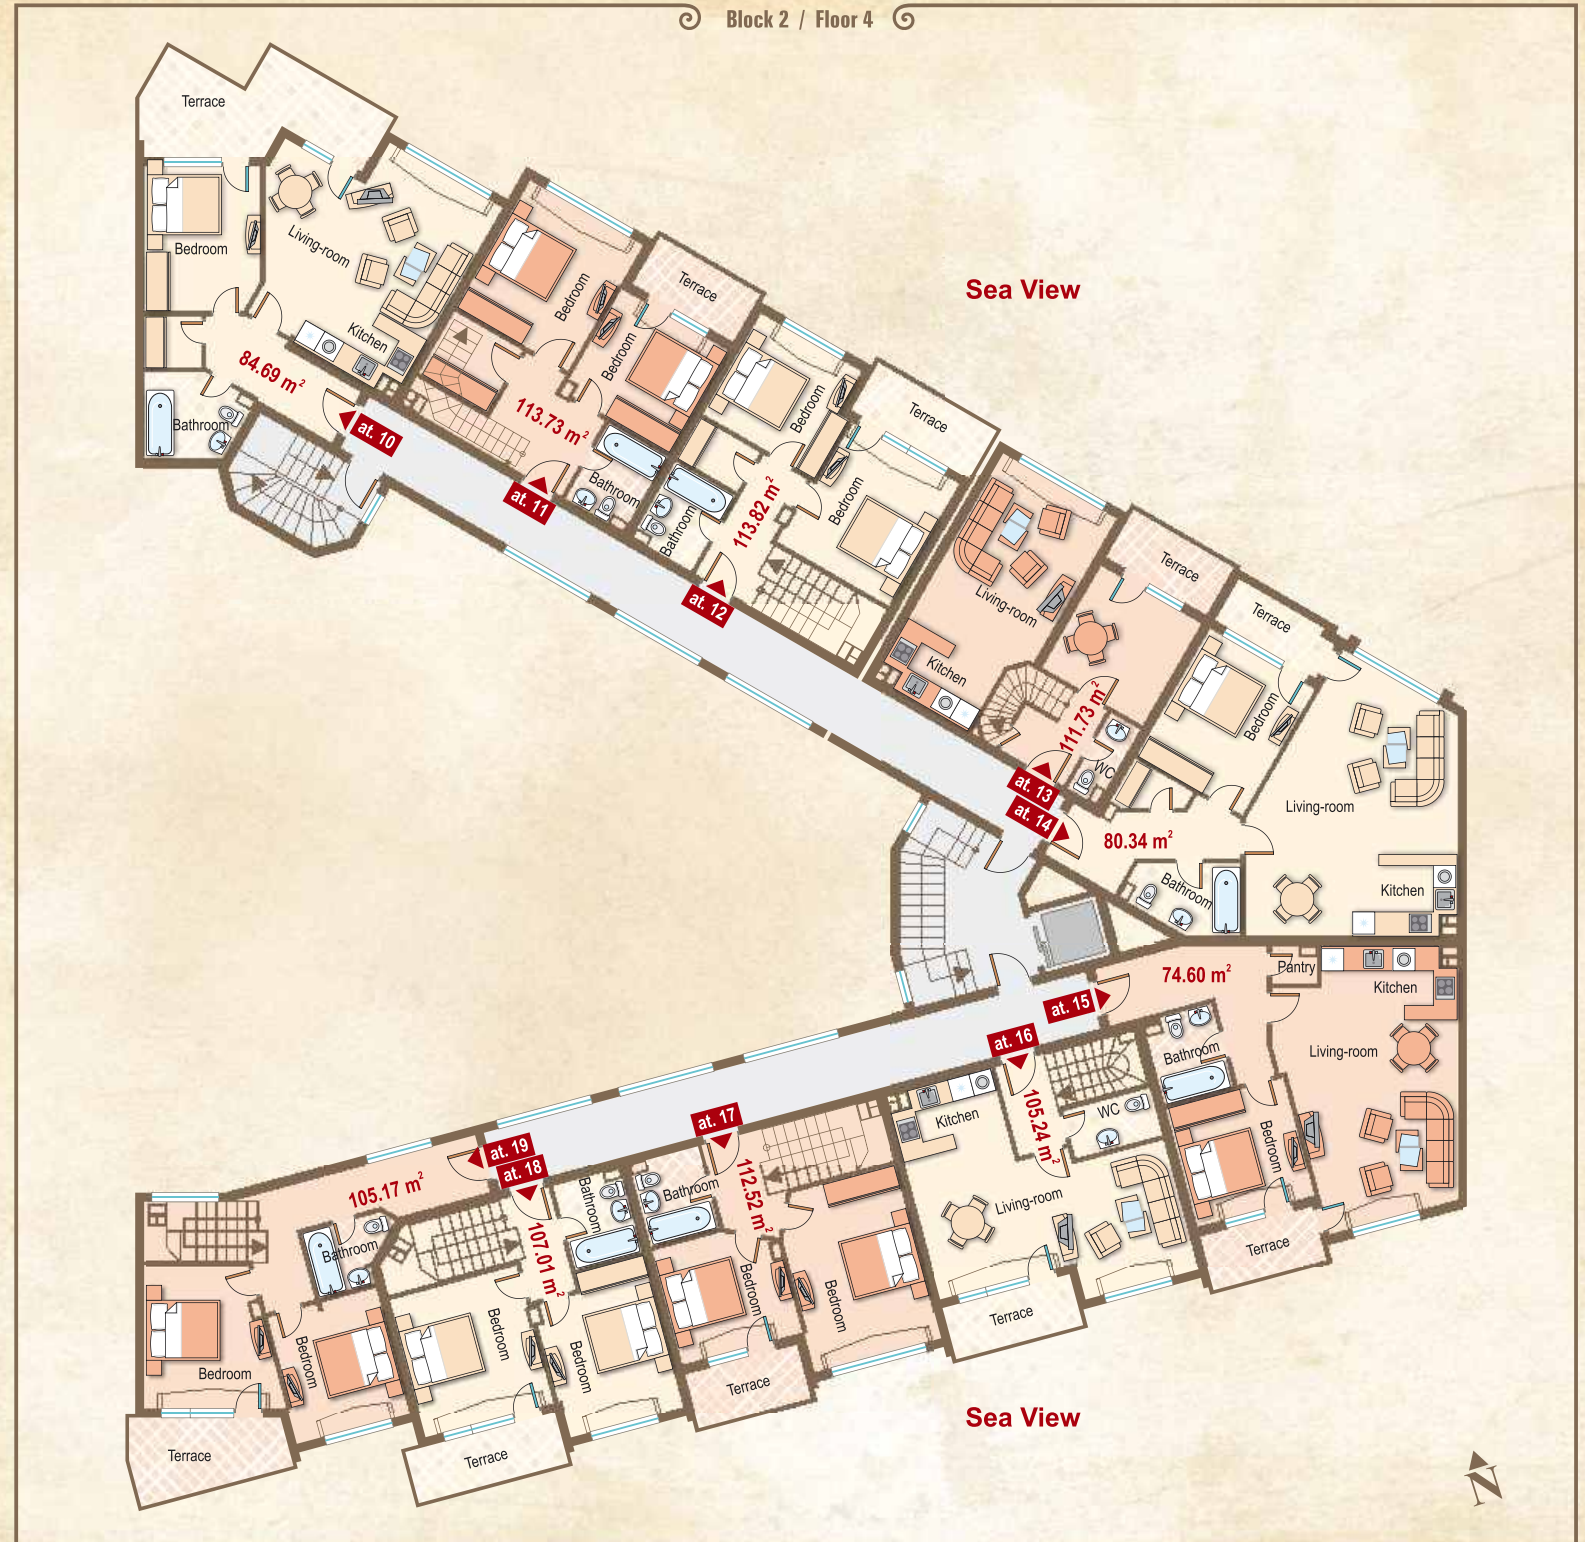 Block 2 / Floor 4
Terrace
Bedroom
Living-room
Kitchen
84.69 m²
Bathroom
at. 10
Bedroom
Terrace
Bedroom
113.73 m²
Bathroom
at. 11
Sea View
Bedroom
Terrace
Bedroom
113.82 m²
Bathroom
at. 12
Living-room
Kitchen
Terrace
111.73 m²
WC
at. 13
at. 14
Terrace
Bedroom
Living-room
80.34 m²
Bathroom
Kitchen
74.60 m²
Pantry
Kitchen
at. 15
Living-room
Bathroom
Bedroom
Terrace
at. 16
Kitchen
105.24 m²
WC
Living-room
Terrace
at. 17
Bathroom
112.52 m²
Bedroom
Bedroom
Terrace
at. 19
at. 18
Bathroom
107.01 m²
Bedroom
Bedroom
Terrace
105.17 m²
Bathroom
Bedroom
Bedroom
Terrace
Sea View
N